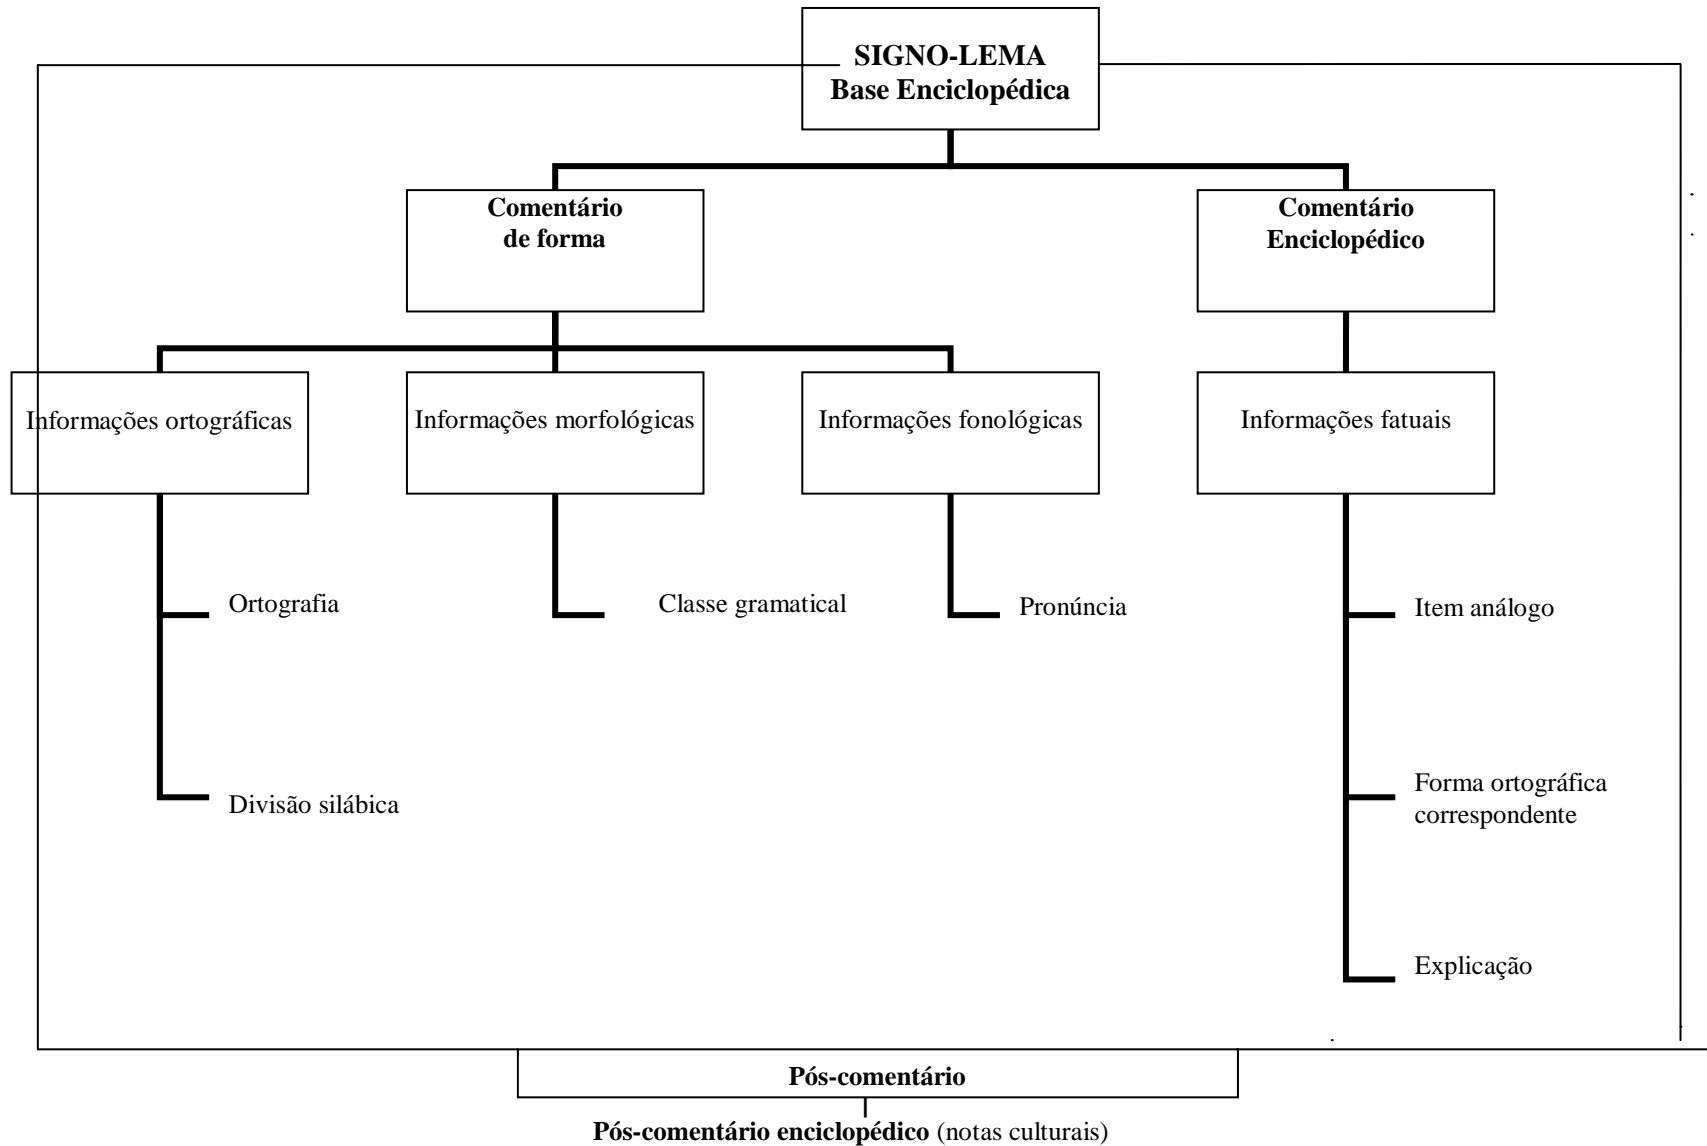 SIGNO-LEMA
Base Enciclopédica
Comentário
de forma
Comentário
Enciclopédico
Informações ortográficas
Informações morfológicas
Informações fonológicas
Informações fatuais
Ortografia
Classe gramatical
Pronúncia
Item análogo
Divisão silábica
Forma ortográfica
correspondente
Explicação
Pós-comentário
Pós-comentário enciclopédico (notas culturais)